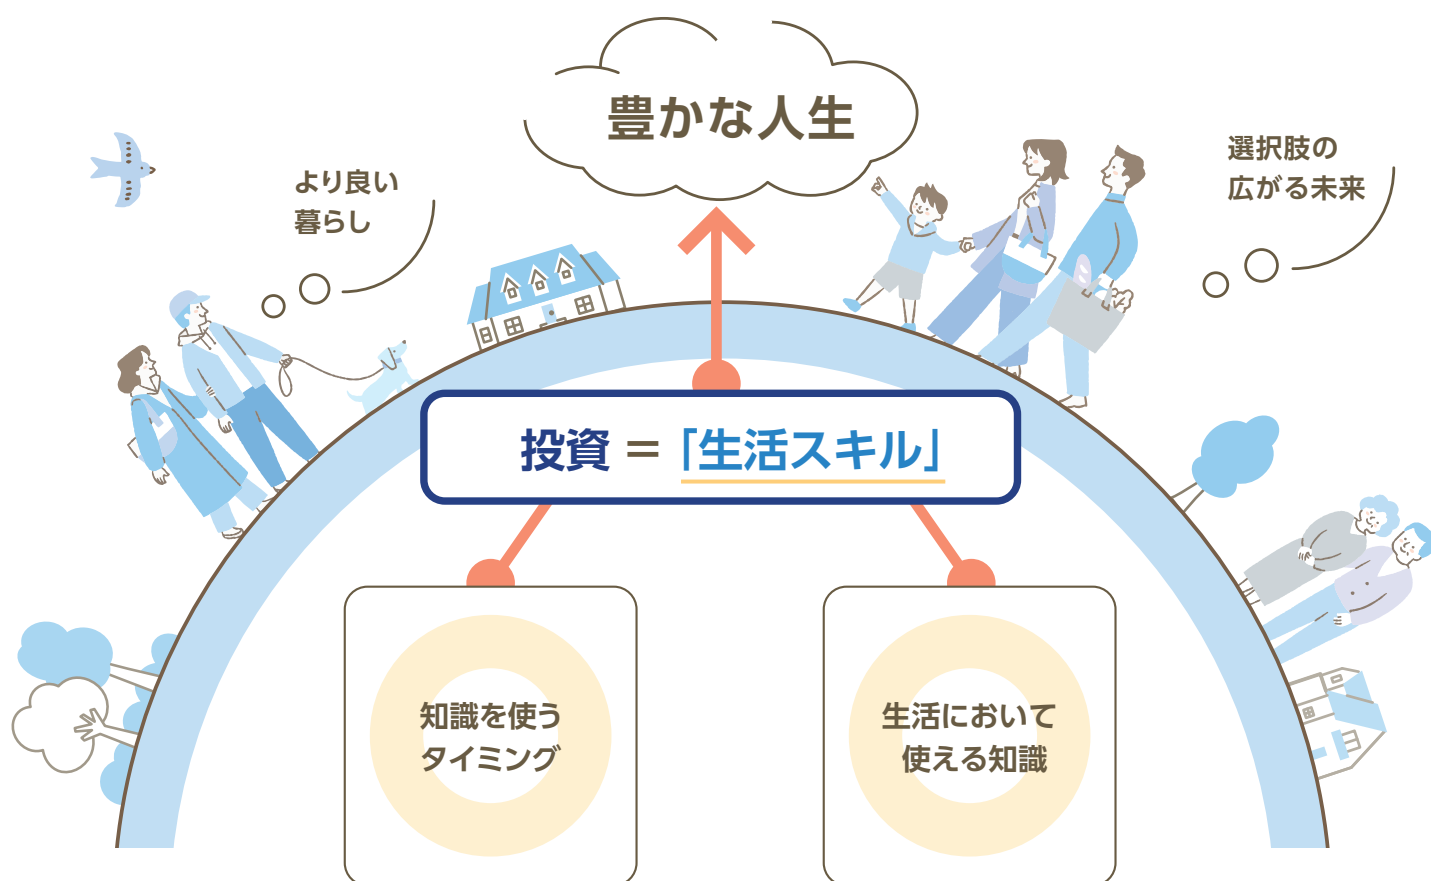 豊かな人生
より良い
暮らし
選択肢の
広がる未来
投資 = 「生活スキル」
知識を使う
タイミング
生活において
使える知識